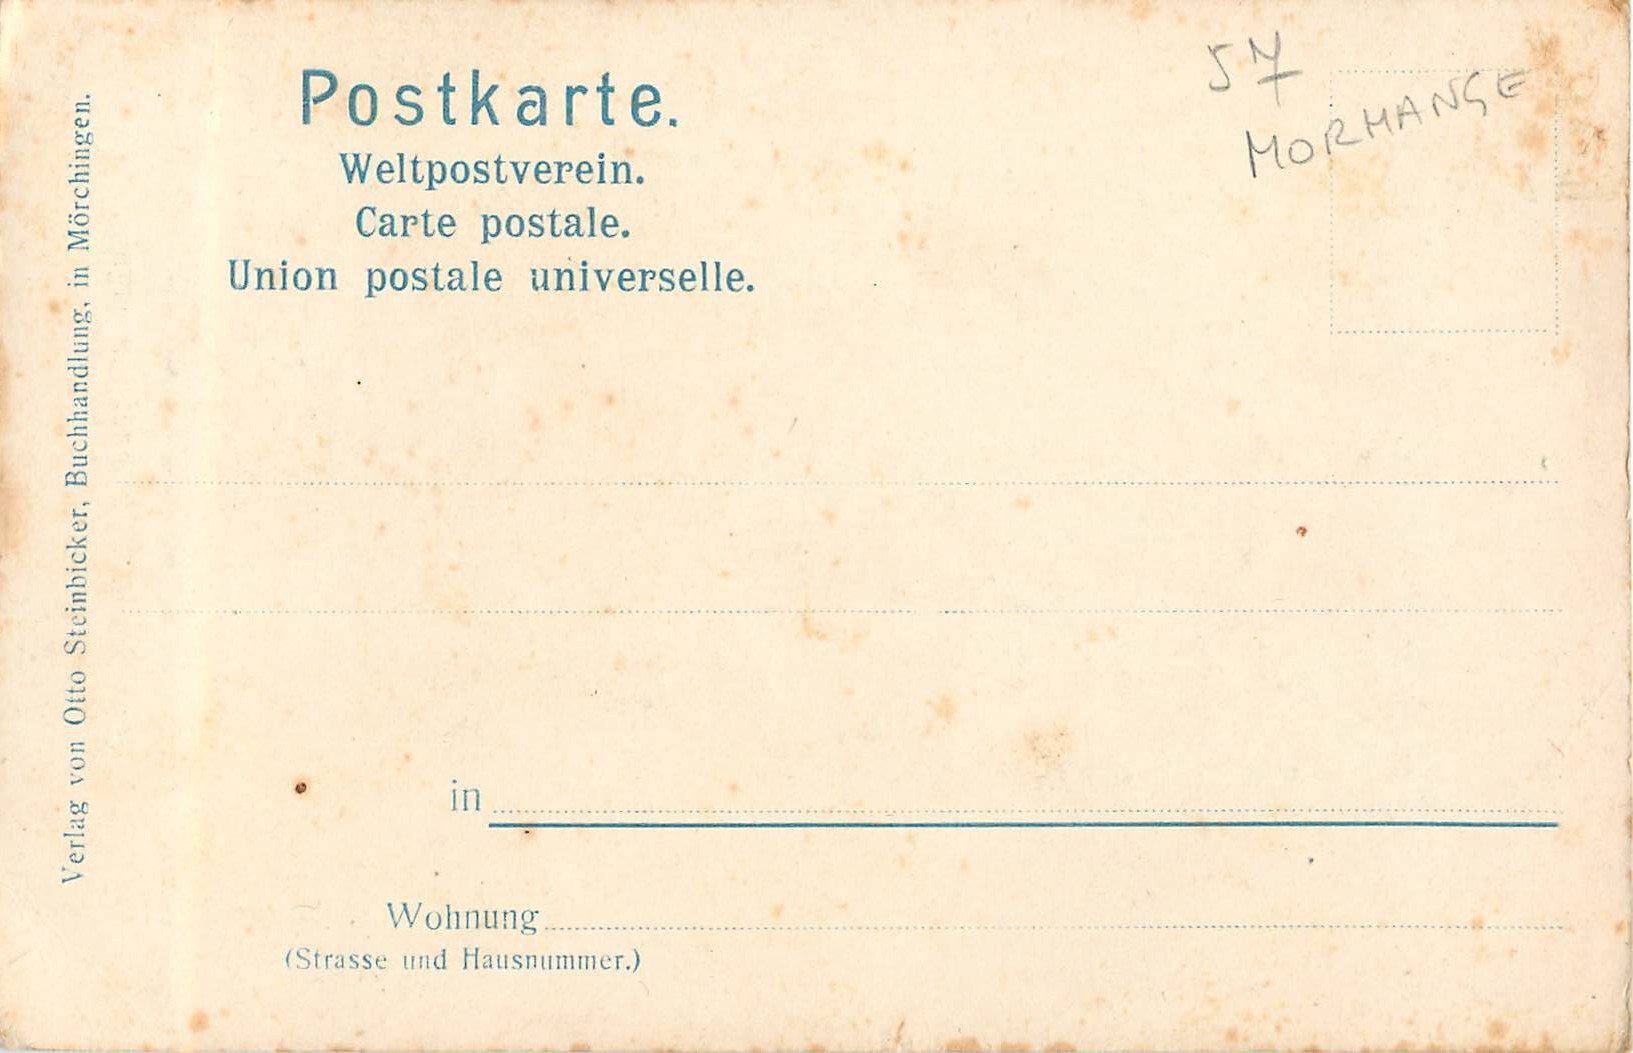 Postkarte.
Weltpostverein.
Carte postale.
Union postale universelle.
57
MORHANGE
in
Wohnung
(Strasse und Hausnummer.)
Verlag von Otto Steinbicker, Buchhandlung, in Mörchingen.